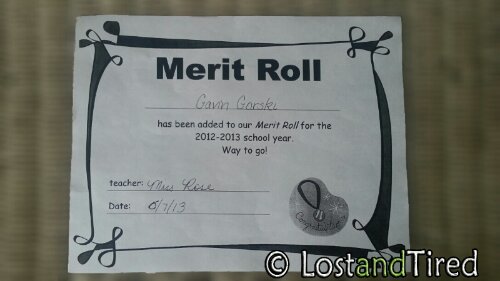 Merit Roll
Gavin Gorski
has been added to our Merit Roll for the
2012-2013 school year.
Way to go!
teacher: Mrs Rose
Date: 6/7/13
Congratulations
© LostandTired